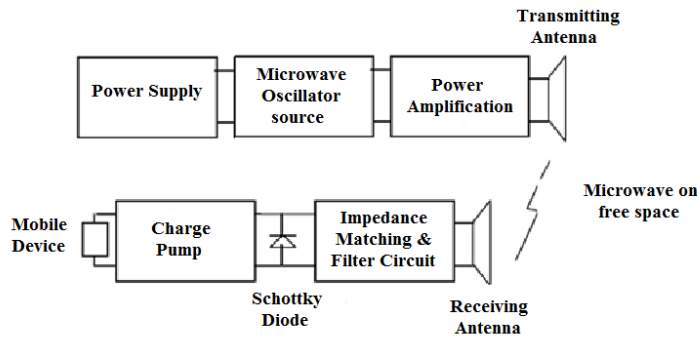 Transmitting
Antenna
Power Supply
Microwave
Oscillator
source
Power
Amplification
Microwave on
free space
Mobile
Device
Charge
Pump
Impedance
Matching &
Filter Circuit
Schottky
Diode
Receiving
Antenna